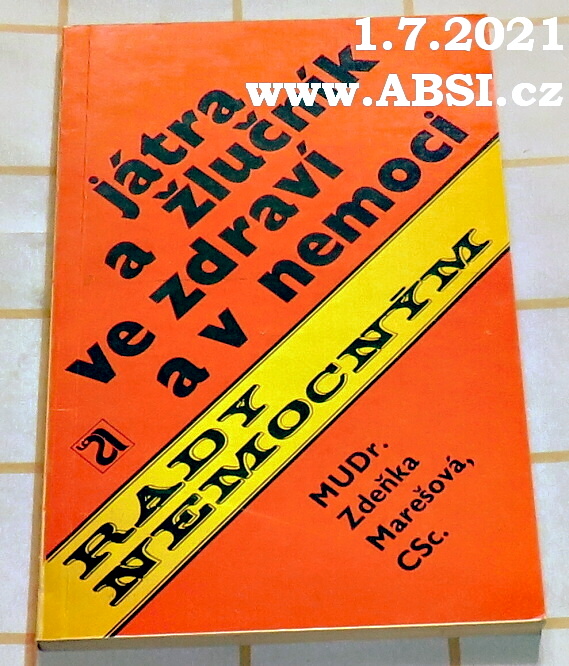 1.7.2021
www.ABSI.cz
játra
a žlučník
ve zdraví
a v nemoci
RADY
NEMOCNÝM
MUDr.
Zdeňka
Marešová,
CSc.